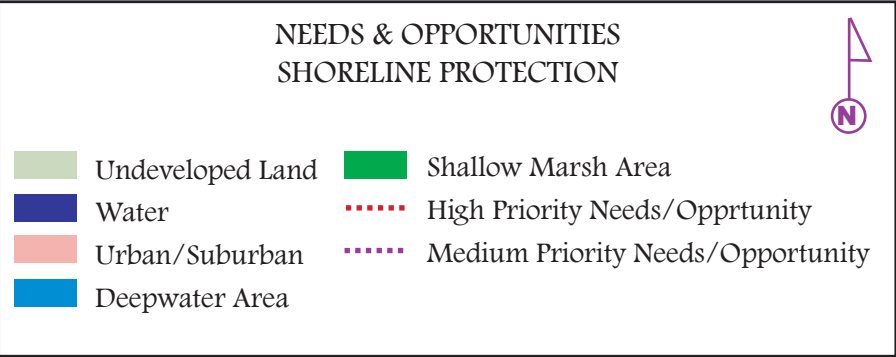 NEEDS & OPPORTUNITIES
SHORELINE PROTECTION
N
Undeveloped Land
Water
Urban/Suburban
Deepwater Area
Shallow Marsh Area
High Priority Needs/Opprtunity
Medium Priority Needs/Opportunity